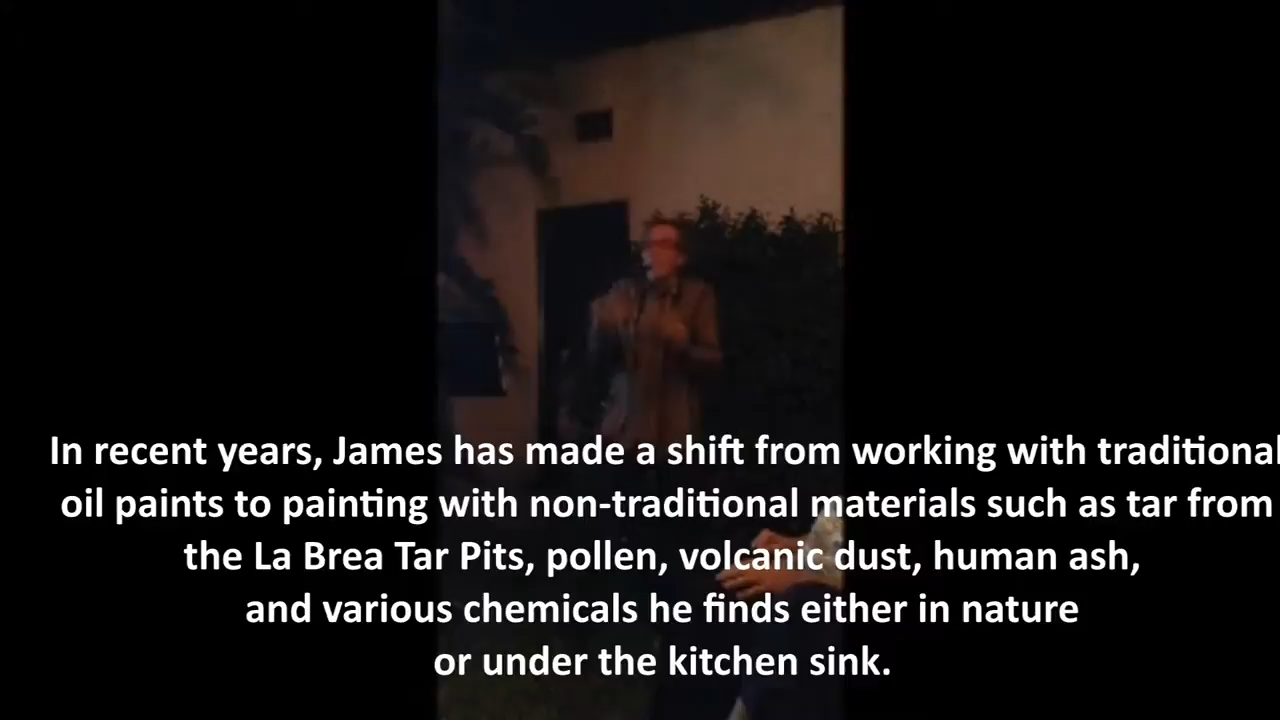 In recent years, James has made a shift from working with traditional
oil paints to painting with non-traditional materials such as tar from
the La Brea Tar Pits, pollen, volcanic dust, human ash,
and various chemicals he finds either in nature
or under the kitchen sink.